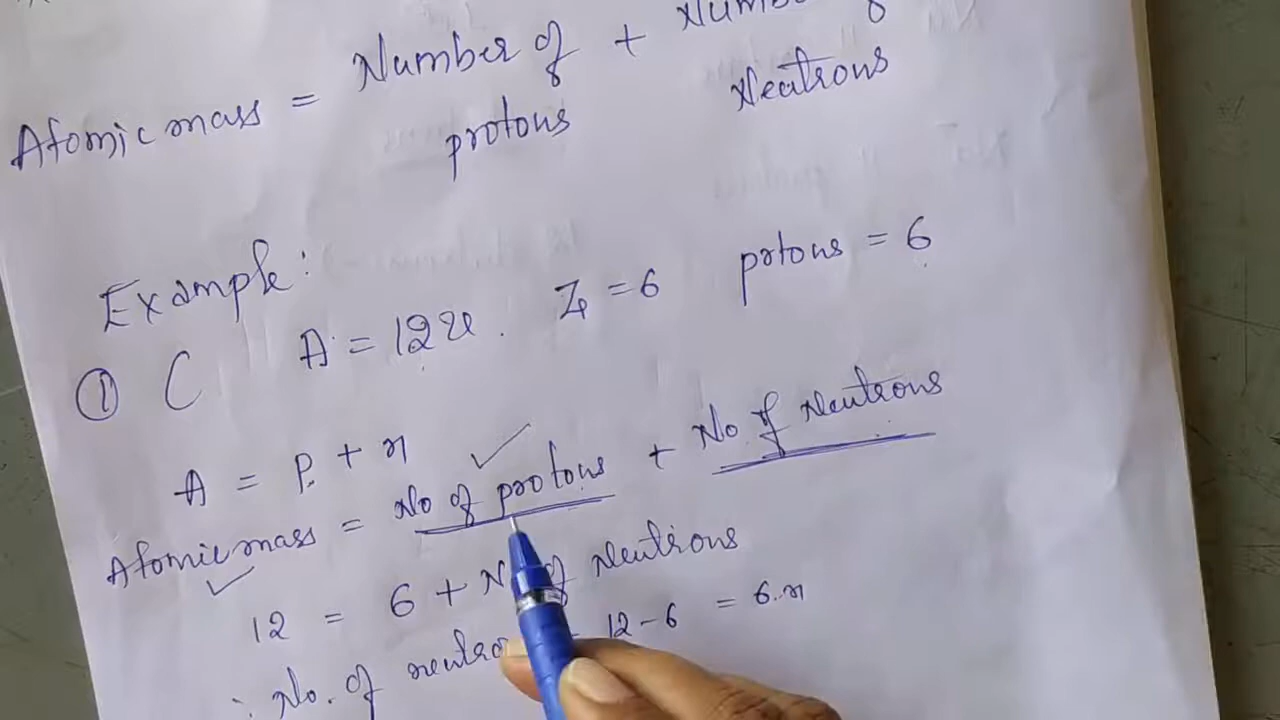 Number of + Number of
Atomic mass =
protons Neutrons
Example:
① C A = 12u. Z = 6 prtons = 6
A = P + n
Atomic mass = No of protons + No of Neutrons
12 = 6 + No of Neutrons
∴ No. of neutro 12 - 6 = 6.n